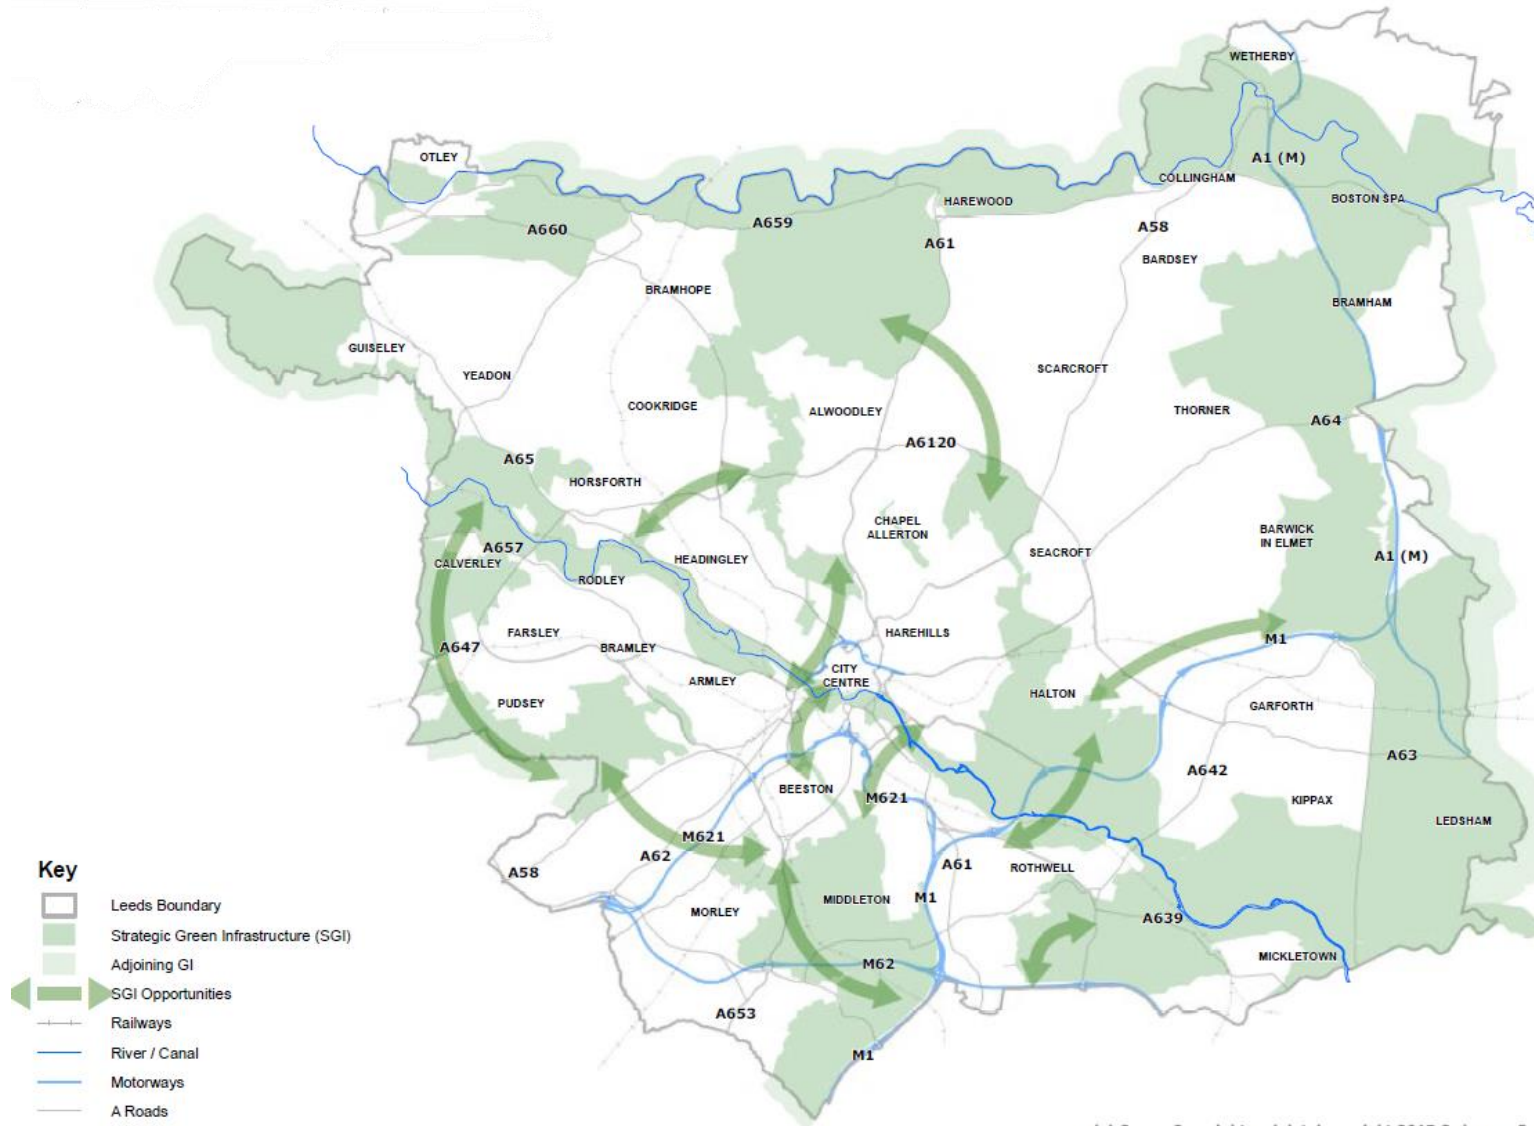 WETHERBY
OTLEY
A1 (M)
COLLINGHAM
HAREWOOD
BOSTON SPA
A660
A659
A61
A58
BARDSEY
BRAMHOPE
BRAMHAM
GUISELEY
YEADON
SCARCROFT
COOKRIDGE
ALWOODLEY
THORNER
A64
A6120
A65
HORSFORTH
CHAPEL
ALLERTON
BARWICK
IN ELMET
A657
HEADINGLEY
SEACROFT
A1 (M)
CALVERLEY
RODLEY
FARSLEY
HAREHILLS
M1
A647
BRAMLEY
CITY
CENTRE
ARMLEY
HALTON
PUDSEY
GARFORTH
A63
A642
BEESTON
M621
KIPPAX
LEDSHAM
M621
A62
A58
A61
ROTHWELL
MIDDLETON
M1
MORLEY
A639
MICKLETOWN
M62
A653
M1
Key
Leeds Boundary
Strategic Green Infrastructure (SGI)
Adjoining GI
SGI Opportunities
Railways
River / Canal
Motorways
A Roads